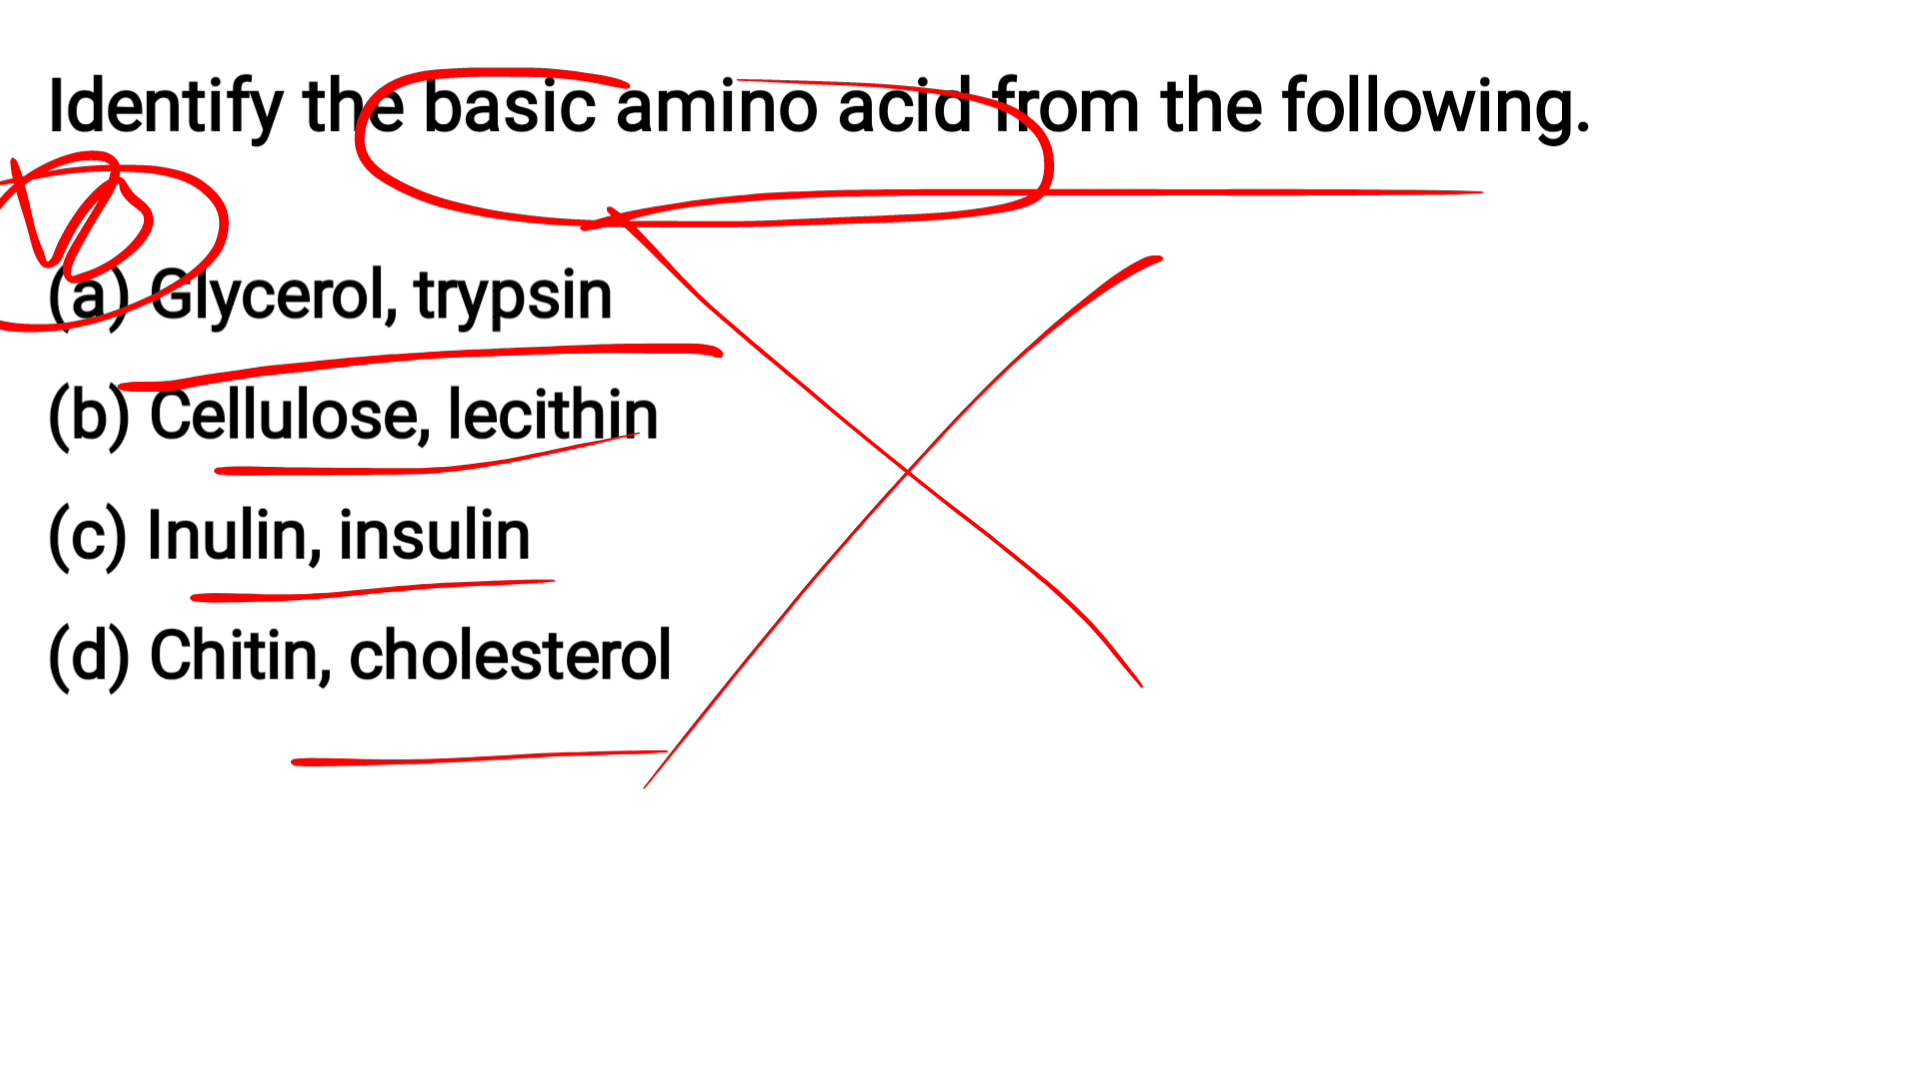 Identify the basic amino acid from the following.
(a) Glycerol, trypsin
(b) Cellulose, lecithin
(c) Inulin, insulin
(d) Chitin, cholesterol